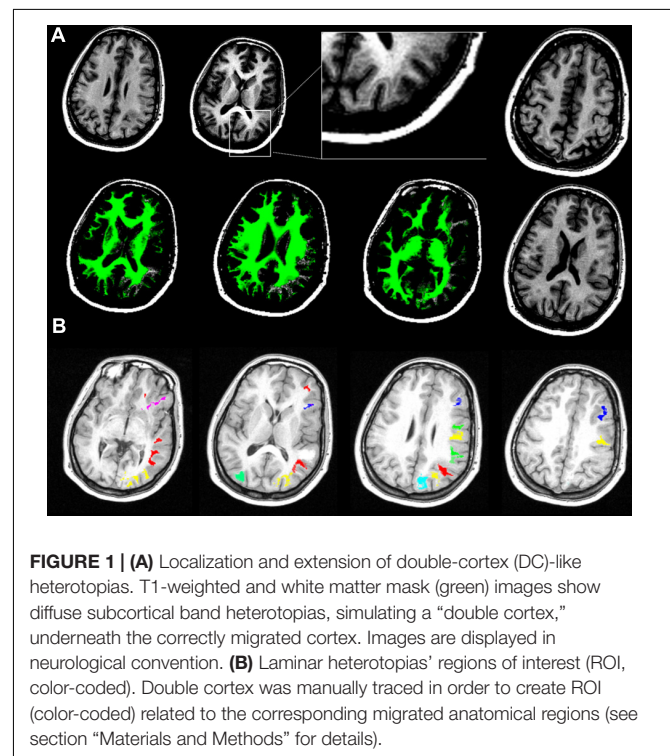 A
B
FIGURE 1 | (A) Localization and extension of double-cortex (DC)-like
heterotopias. T1-weighted and white matter mask (green) images show
diffuse subcortical band heterotopias, simulating a “double cortex,”
underneath the correctly migrated cortex. Images are displayed in
neurological convention. (B) Laminar heterotopias’ regions of interest (ROI,
color-coded). Double cortex was manually traced in order to create ROI
(color-coded) related to the corresponding migrated anatomical regions (see
section “Materials and Methods” for details).